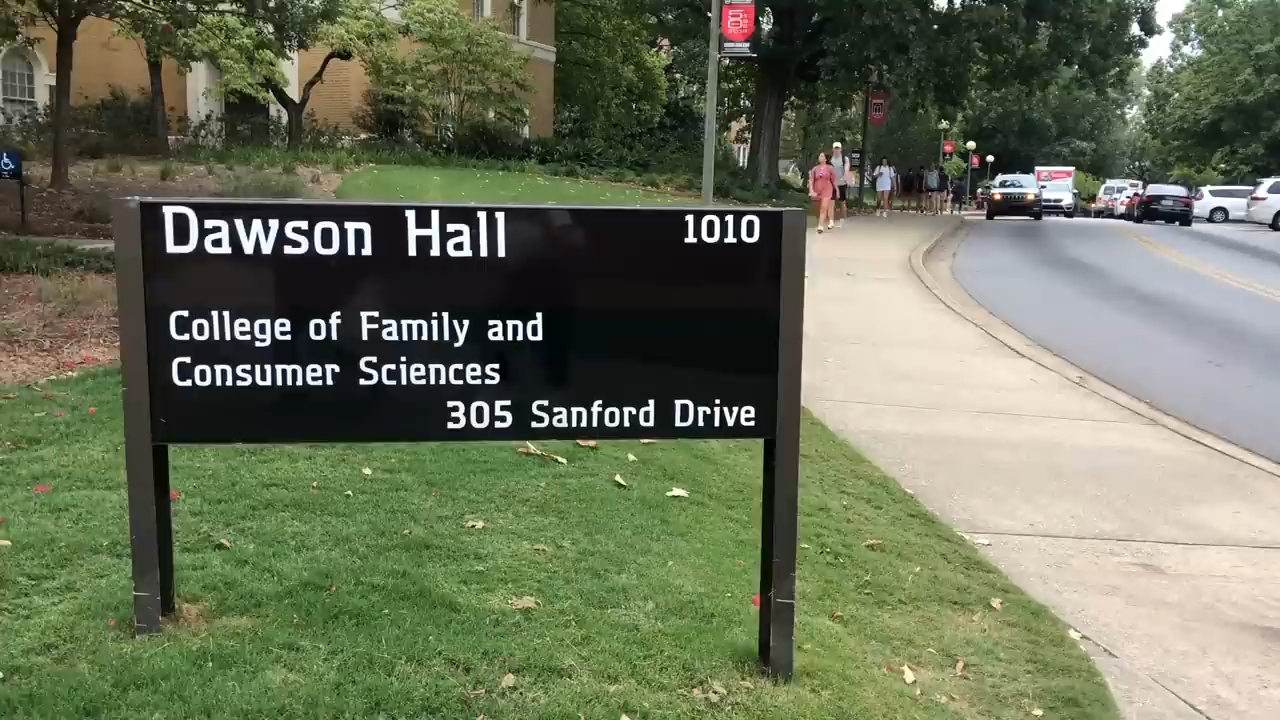 Dawson Hall 1010
College of Family and
Consumer Sciences
305 Sanford Drive